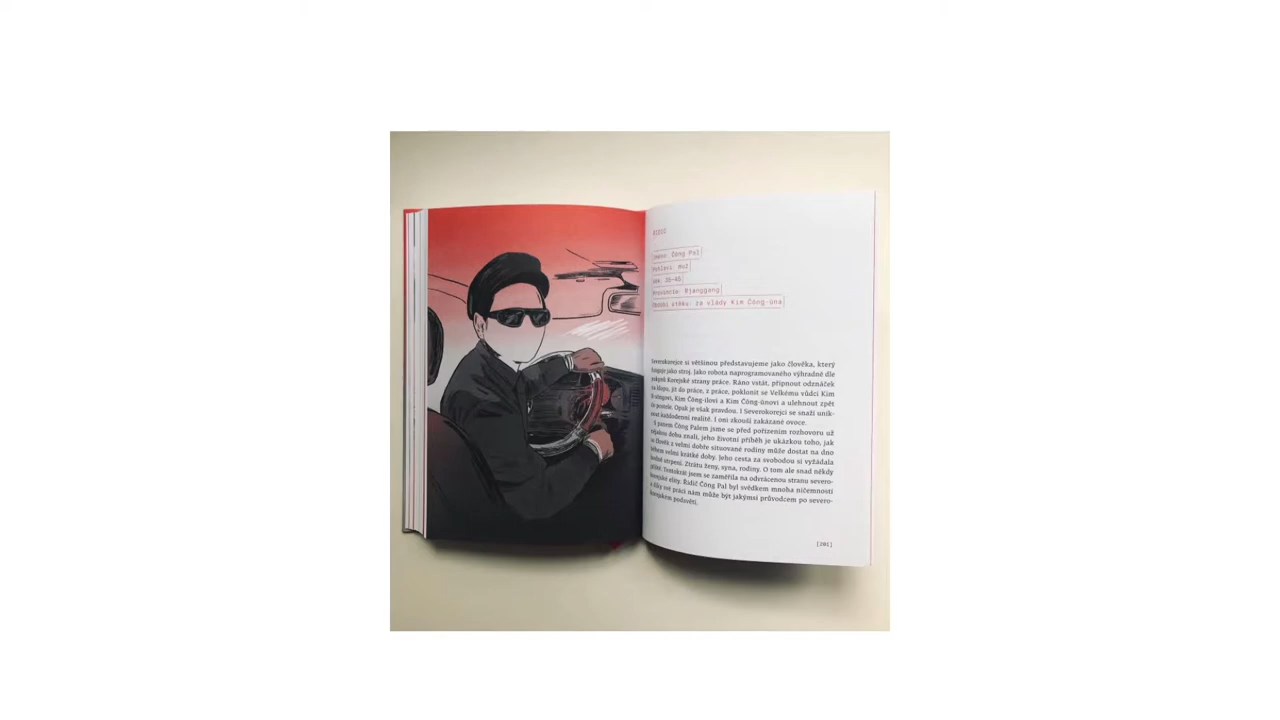 ŘIDIČ
Jméno: Čong Pal
Pohlaví: muž
Věk: 35–45
Provincie: Rjanggang
Období útěku: za vlády Kim Čong-una
Severokorejce si většinou představujeme jako člověka, který
funguje jako stroj. Jako robota naprogramovaného výhradně dle
pokynů Korejské strany práce. Ráno vstát, připnout odznáček
na klopu, jít do práce, z práce, poklonit se Velkému vůdci Kim
Ir-sengovi, Kim Čong-ilovi a Kim Čong-unovi a ulehnout zpět
do postele. Opak je však pravdou. I Severokorejci se snaží unik-
nout každodenní realitě. I oni zkouší zakázané ovoce.
S panem Čong Palem jsme se před pořízením rozhovoru už
nějakou dobu znali, jeho životní příběh je ukázkou toho, jak
se člověk z velmi dobře situované rodiny může dostat na dno
během velmi krátké doby. Jeho cesta za svobodou si vyžádala
hodně utrpení. Ztrátu ženy, syna, rodiny. O tom ale snad někdy
příště. Tentokrát jsem se zaměřila na odvrácenou stranu severo-
korejské elity. Řidič Čong Pal byl svědkem mnoha ničemností
a díky své práci nám může být jakýmsi průvodcem po severo-
korejském podsvětí.
[201]